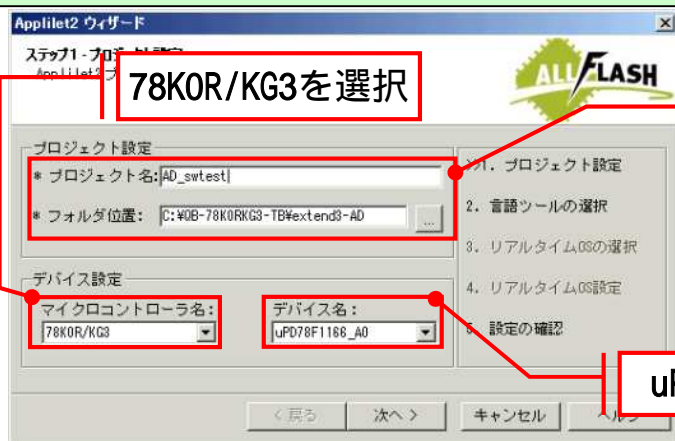 Applilet2 ウィザード
ステップ1 - プロジェクト設定
78K0R/KG3を選択
ALL FLASH
プロジェクト設定
* プロジェクト名: AD_swtest
* フォルダ位置: C:¥QB-78K0RKG3-TB¥extend3-AD ...
デバイス設定
マイクロコントローラ名:
78K0R/KG3
デバイス名:
uPD78F1166_A0
>>1. プロジェクト設定
2. 言語ツールの選択
3. リアルタイムOSの選択
4. リアルタイムOS設定
5. 設定の確認
uP
< 戻る
次へ >
キャンセル
ヘルプ